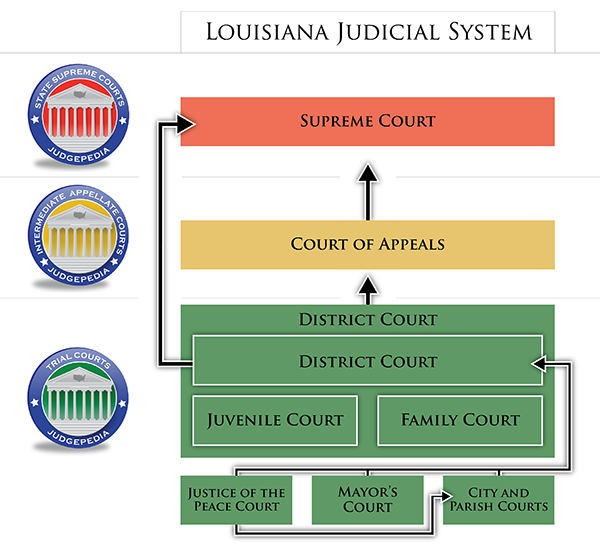 LOUISIANA JUDICIAL SYSTEM
STATE SUPREME COURTS
JUDGEPEDIA
SUPREME COURT
INTERMEDIATE APPELLATE COURTS
JUDGEPEDIA
COURT OF APPEALS
TRIAL COURTS
JUDGEPEDIA
DISTRICT COURT
DISTRICT COURT
JUVENILE COURT
FAMILY COURT
JUSTICE OF THE
PEACE COURT
MAYOR'S
COURT
CITY AND
PARISH COURTS